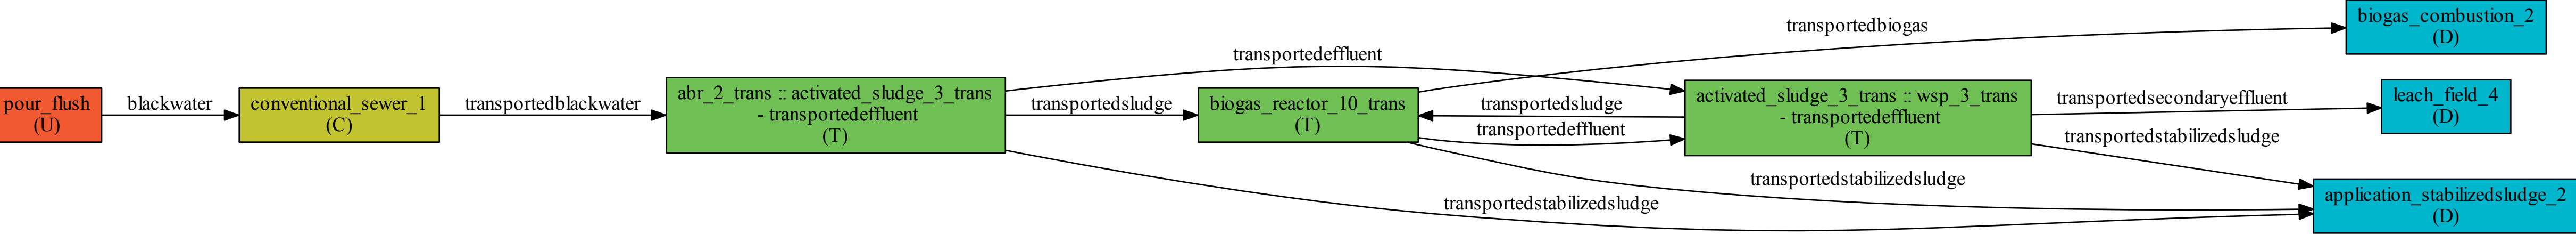 pour_flush
(U)
blackwater
conventional_sewer_1
(C)
transportedblackwater
abr_2_trans :: activated_sludge_3_trans
- transportedeffluent
(T)
transportedeffluent
transportedsludge
transportedstabilizedsludge
biogas_reactor_10_trans
(T)
transportedbiogas
transportedsludge
transportedeffluent
transportedstabilizedsludge
activated_sludge_3_trans :: wsp_3_trans
- transportedeffluent
(T)
transportedsecondaryeffluent
transportedstabilizedsludge
biogas_combustion_2
(D)
leach_field_4
(D)
application_stabilizedsludge_2
(D)